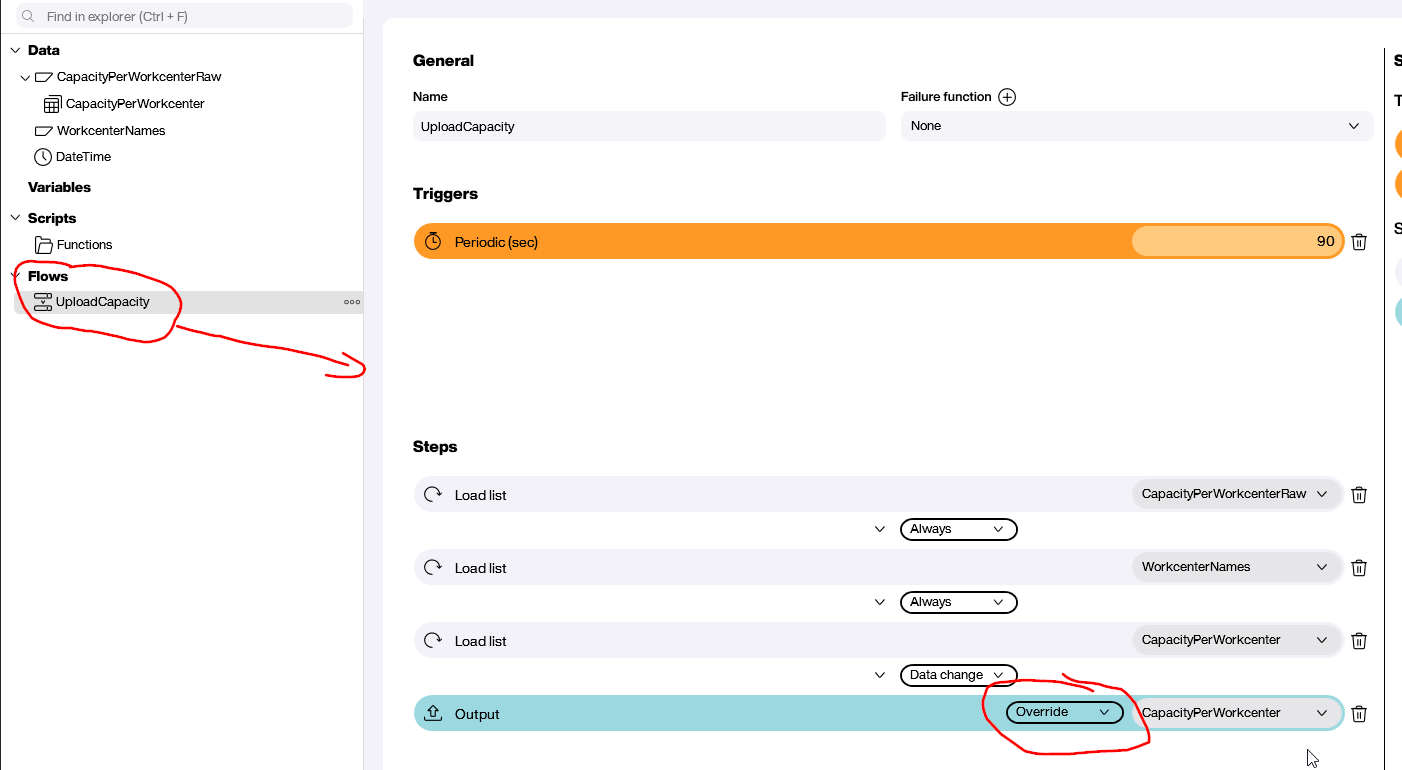 Find in explorer (Ctrl + F)
Data
CapacityPerWorkcenterRaw
CapacityPerWorkcenter
WorkcenterNames
DateTime
Variables
Scripts
Functions
Flows
UploadCapacity
General
Name
Failure function
UploadCapacity
None
Triggers
Periodic (sec)
90
Steps
Load list
CapacityPerWorkcenterRaw
Always
Load list
WorkcenterNames
Always
Load list
CapacityPerWorkcenter
Data change
Output
Override
CapacityPerWorkcenter